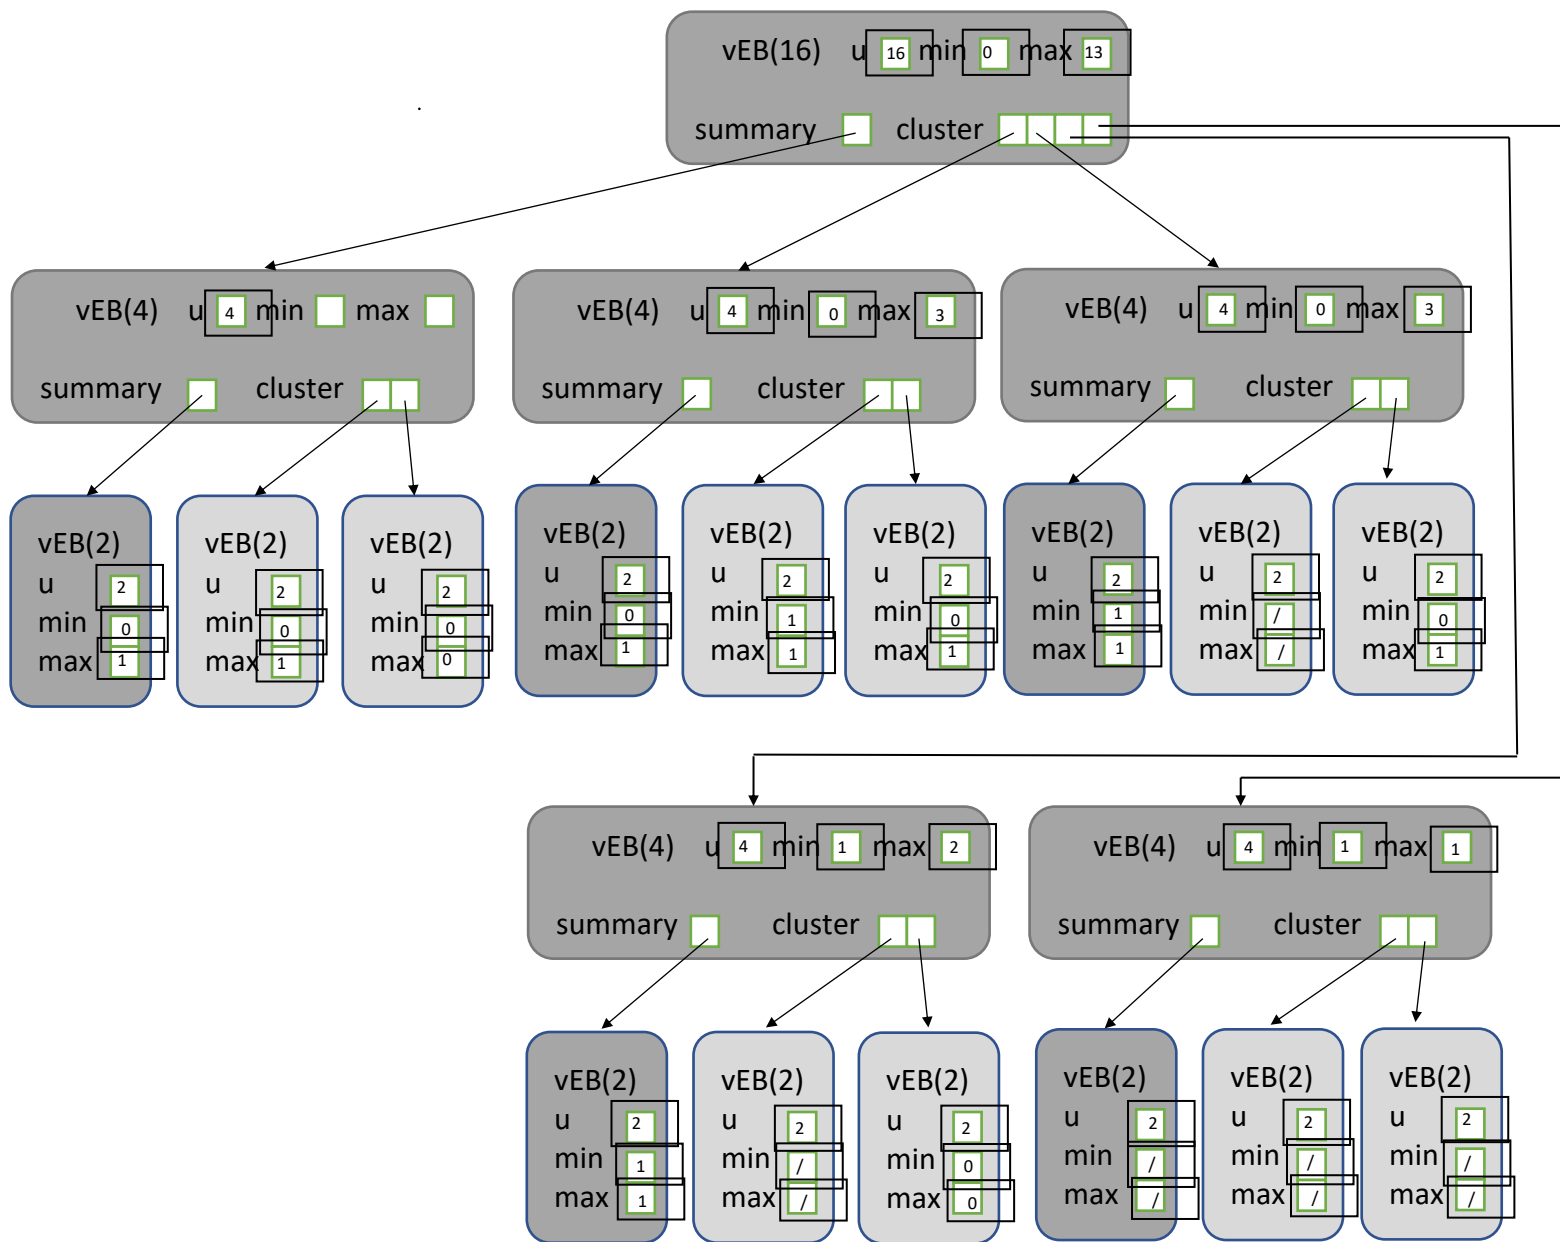 vEB(16) u 16 min 0 max 13
summary cluster
vEB(4) u 4 min max
summary cluster
vEB(4) u 4 min 0 max 3
summary cluster
vEB(4) u 4 min 0 max 3
summary cluster
vEB(2)
u 2
min 0
max 1
vEB(2)
u 2
min 0
max 1
vEB(2)
u 2
min 0
max 0
vEB(2)
u 2
min 0
max 1
vEB(2)
u 2
min 1
max 1
vEB(2)
u 2
min 0
max 1
vEB(2)
u 2
min 1
max 1
vEB(2)
u 2
min /
max /
vEB(2)
u 2
min 0
max 1
vEB(4) u 4 min 1 max 2
summary cluster
vEB(4) u 4 min 1 max 1
summary cluster
vEB(2)
u 2
min 1
max 1
vEB(2)
u 2
min /
max /
vEB(2)
u 2
min 0
max 0
vEB(2)
u 2
min /
max /
vEB(2)
u 2
min /
max /
vEB(2)
u 2
min /
max /